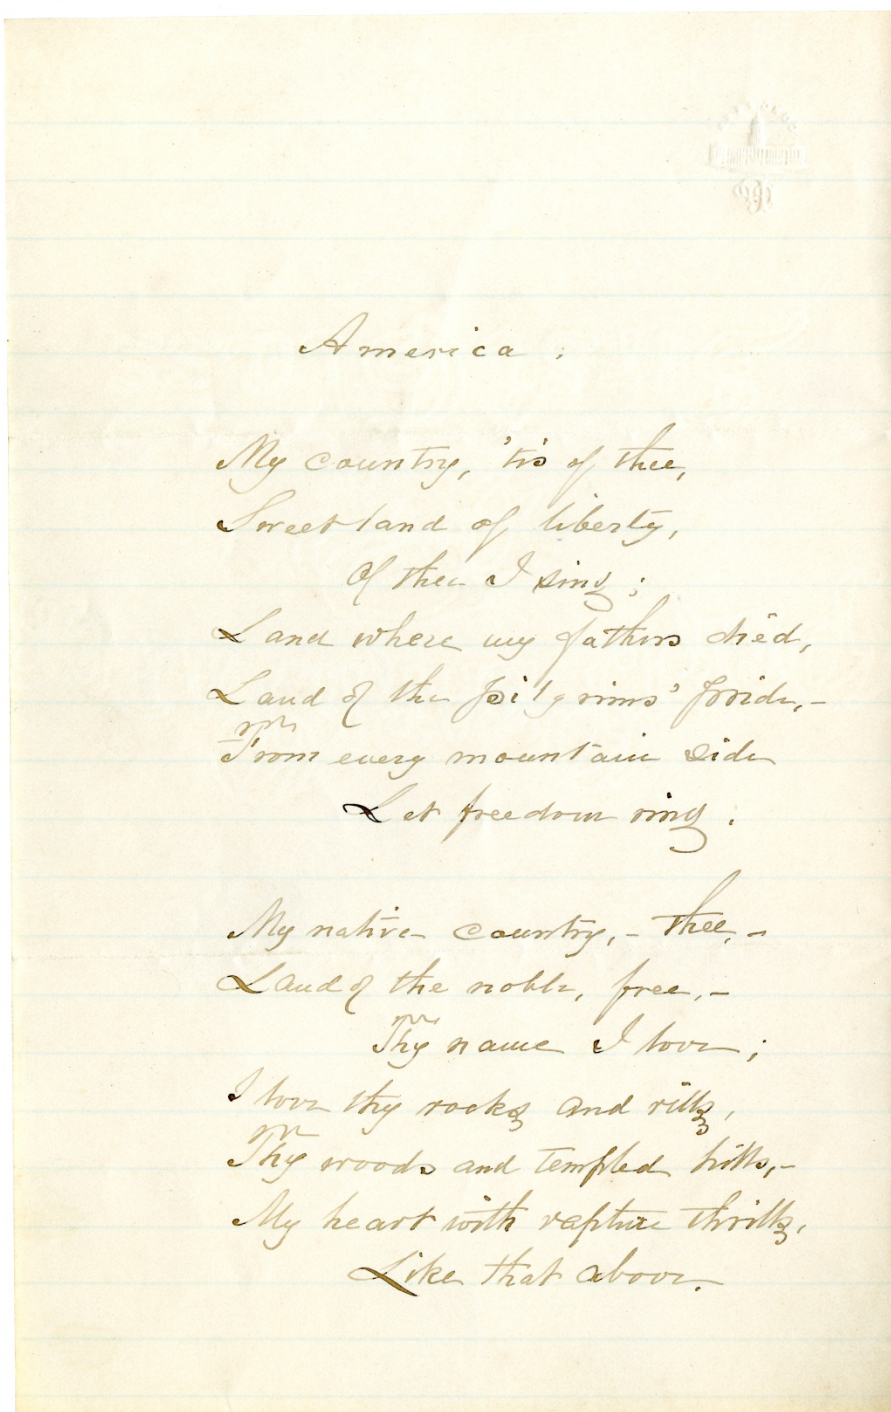 America.
My country, 'tis of thee,
Sweet land of liberty,
Of thee I sing;
Land where my fathers died,
Land of the pilgrims' pride,-
From every mountain side
Let freedom ring.
My native country,- thee,-
Land of the noble, free,-
Thy name I love;
I love thy rocks and rills,
Thy woods and templed hills,-
My heart with rapture thrills,
Like that above.